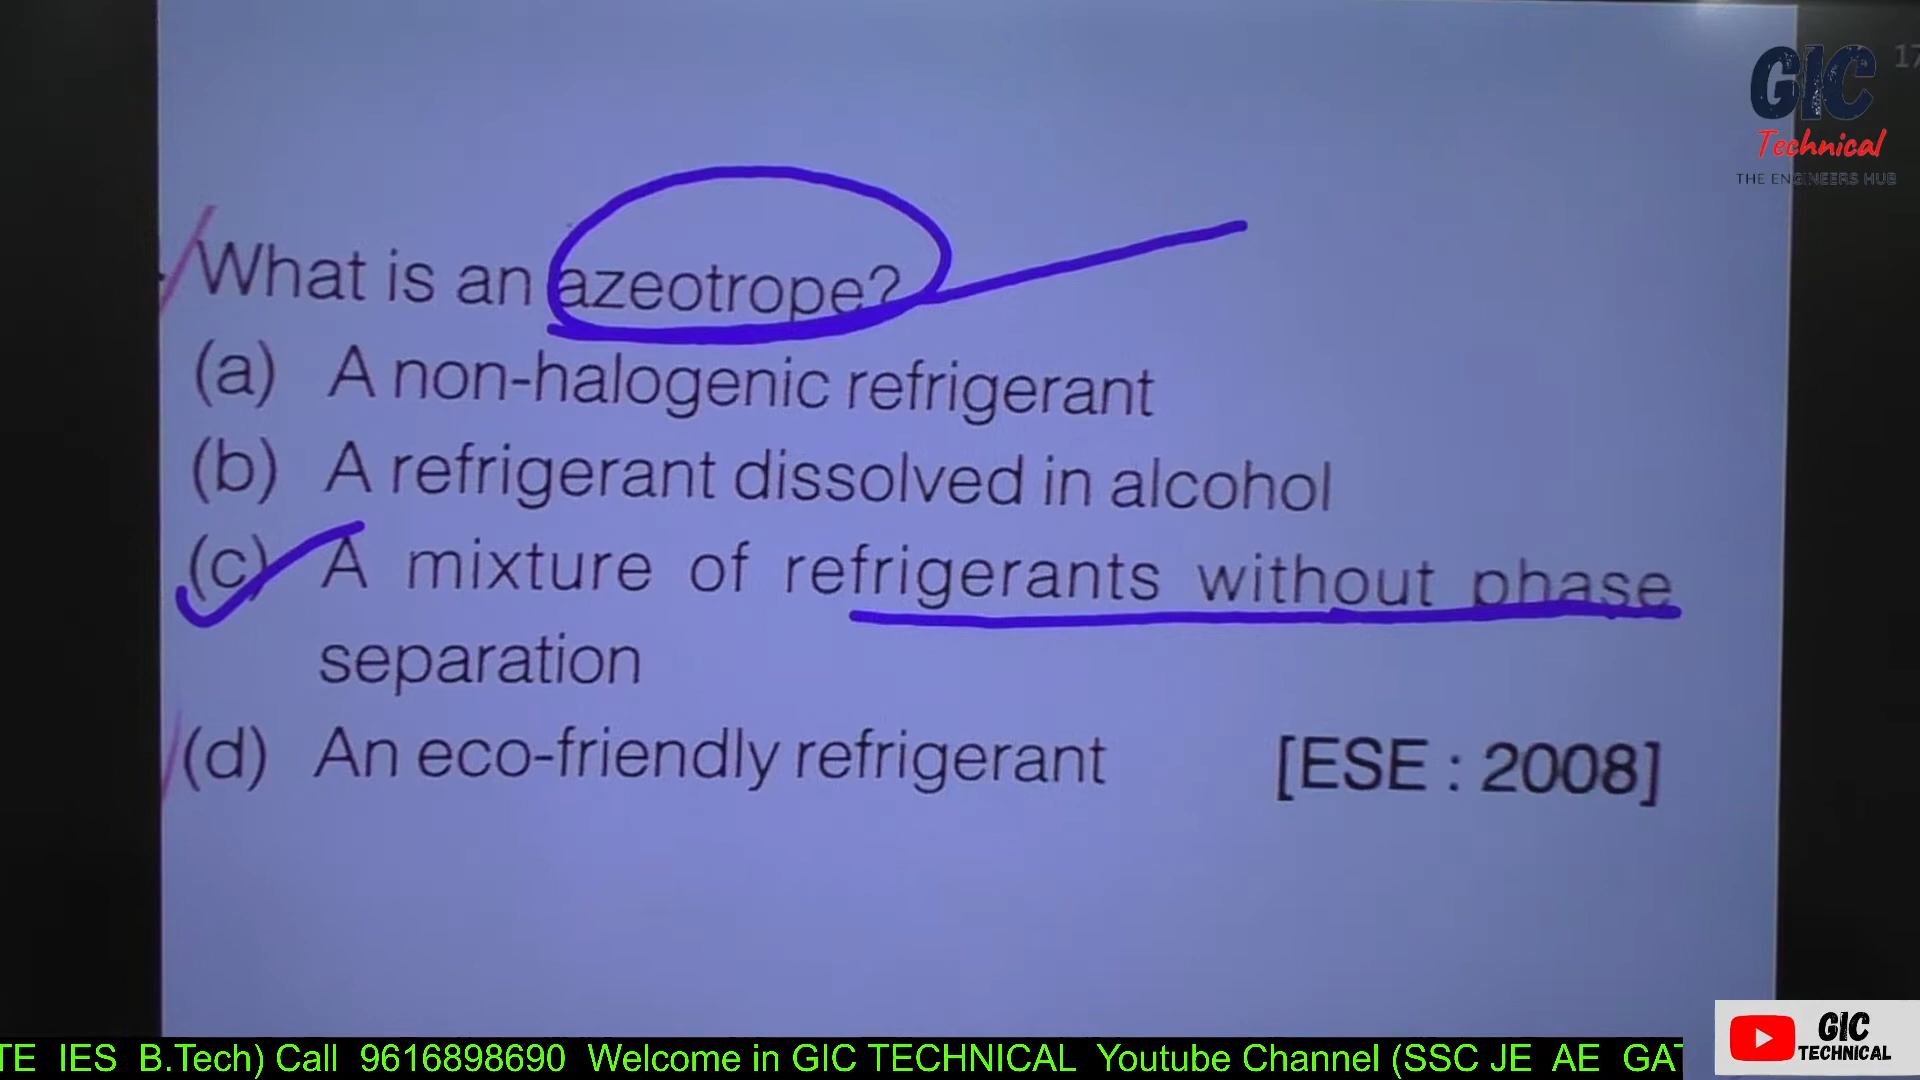 GIC
17
Technical
THE ENGINEERS HUB
What is an azeotrope?
(a) A non-halogenic refrigerant
(b) A refrigerant dissolved in alcohol
(c) A mixture of refrigerants without phase
separation
(d) An eco-friendly refrigerant [ESE : 2008]
TE IES B.Tech) Call 9616898690 Welcome in GIC TECHNICAL Youtube Channel (SSC JE AE GAT
GIC
TECHNICAL